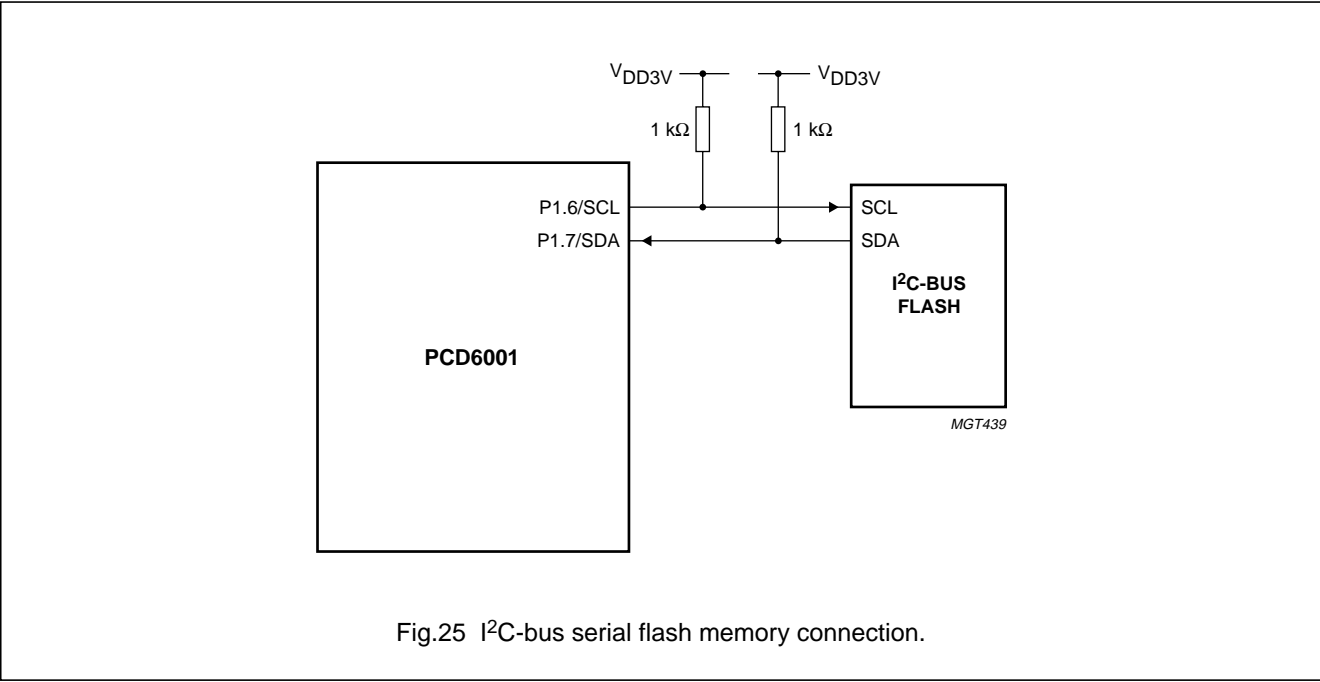 VDD3V
VDD3V
1 kΩ
1 kΩ
P1.6/SCL
SCL
P1.7/SDA
SDA
I2C-BUS
FLASH
PCD6001
MGT439
Fig.25 I2C-bus serial flash memory connection.